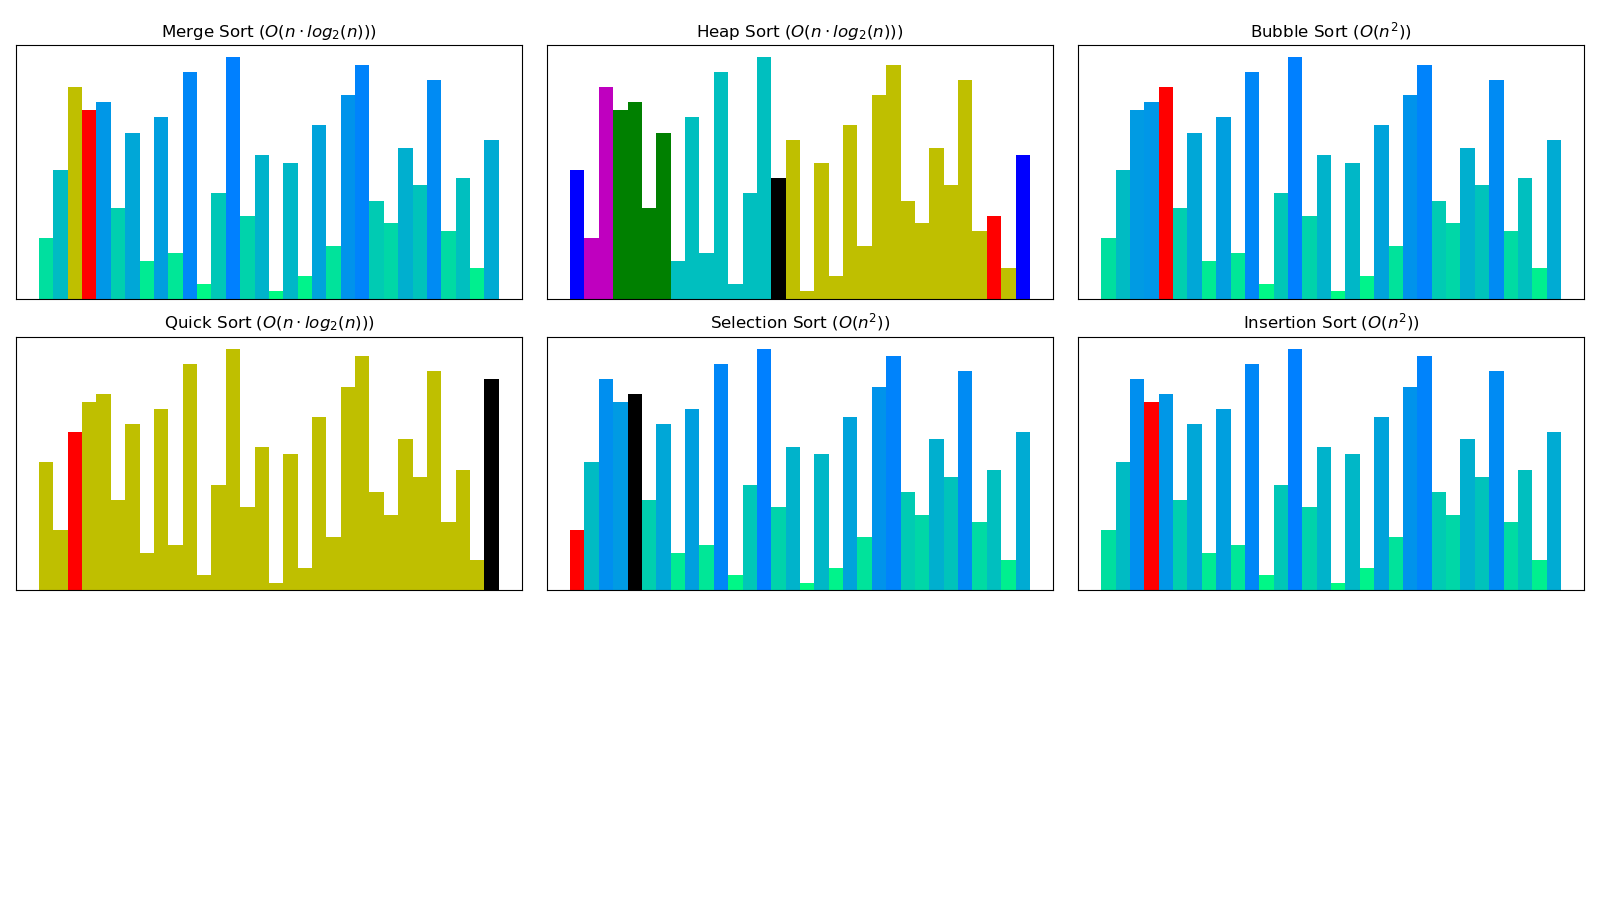 Merge Sort (O(n · log₂(n)))
Heap Sort (O(n · log₂(n)))
Bubble Sort (O(n²))
Quick Sort (O(n · log₂(n)))
Selection Sort (O(n²))
Insertion Sort (O(n²))